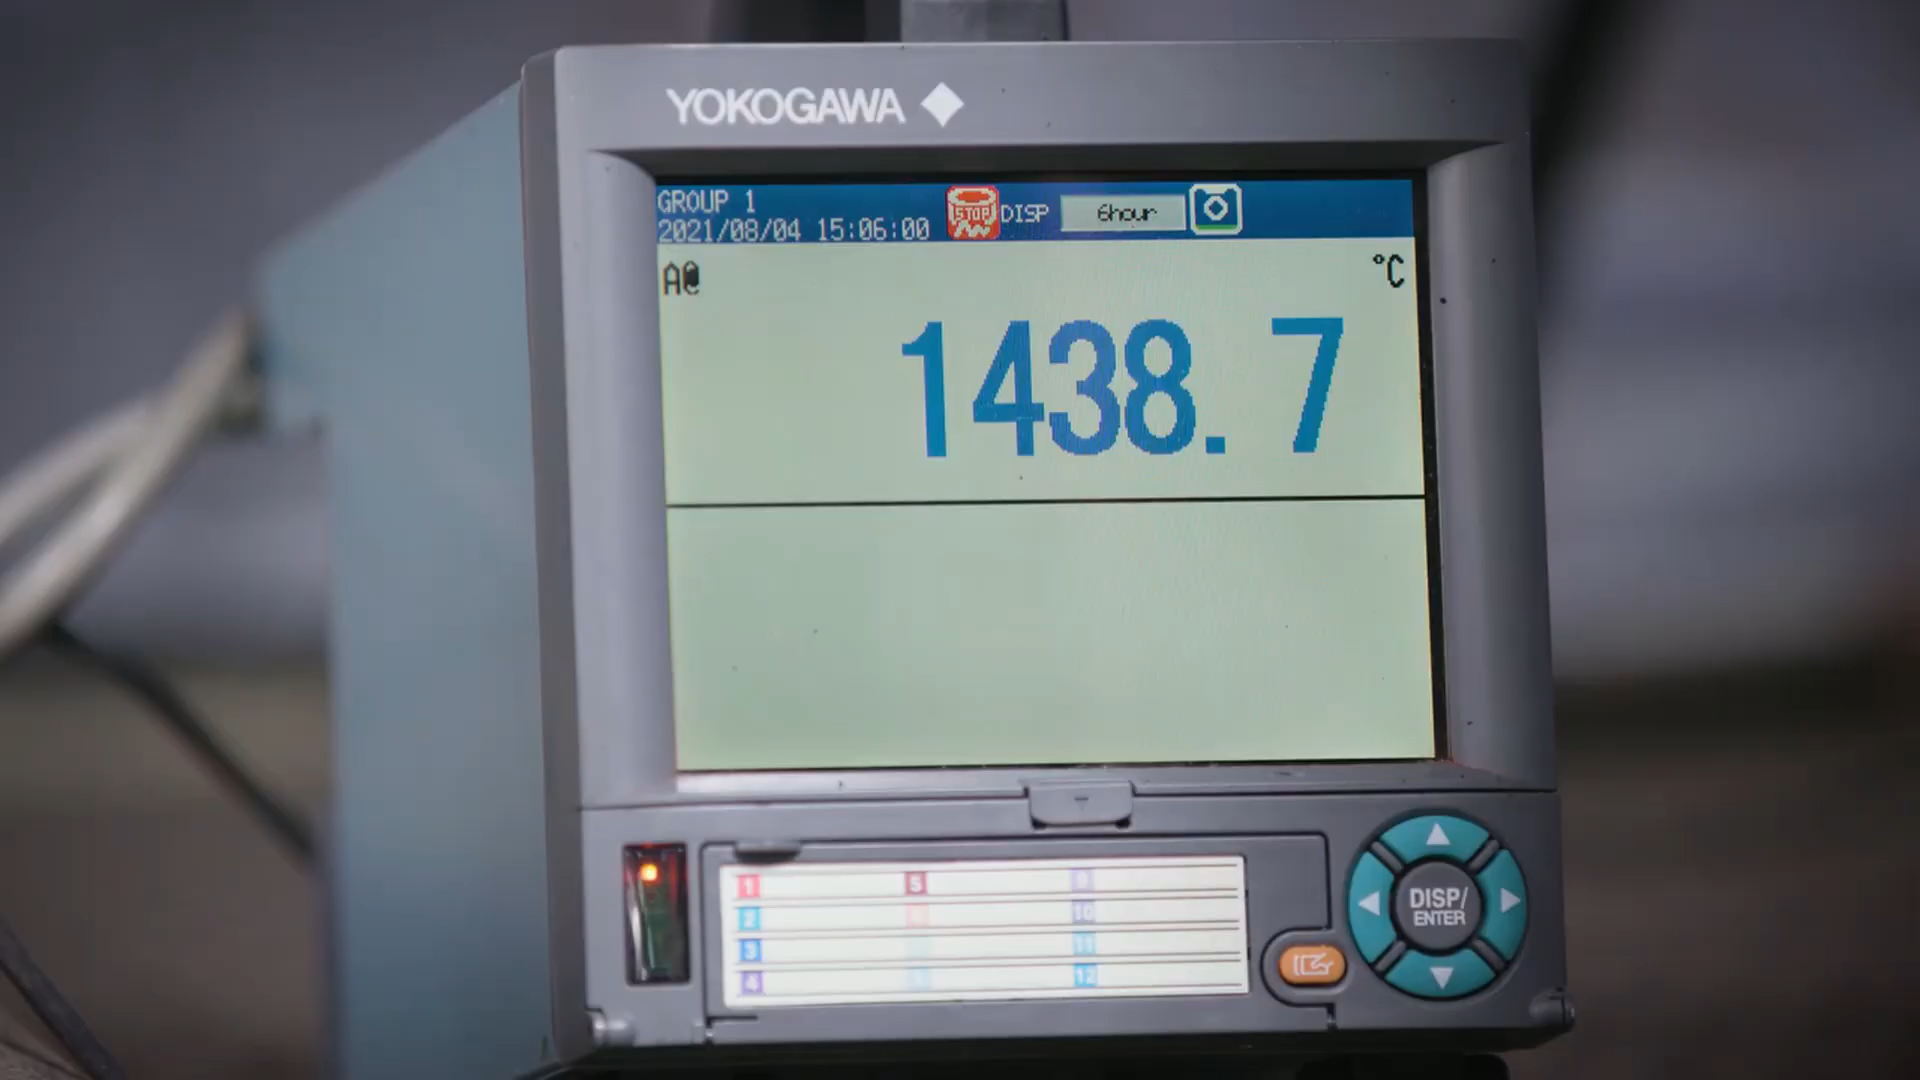 YOKOGAWA
GROUP 1
2021/08/04 15:06:00
STOP
DISP
6hour
°C
1438.7
1
5
9
2
10
3
11
4
12
DISP/
ENTER